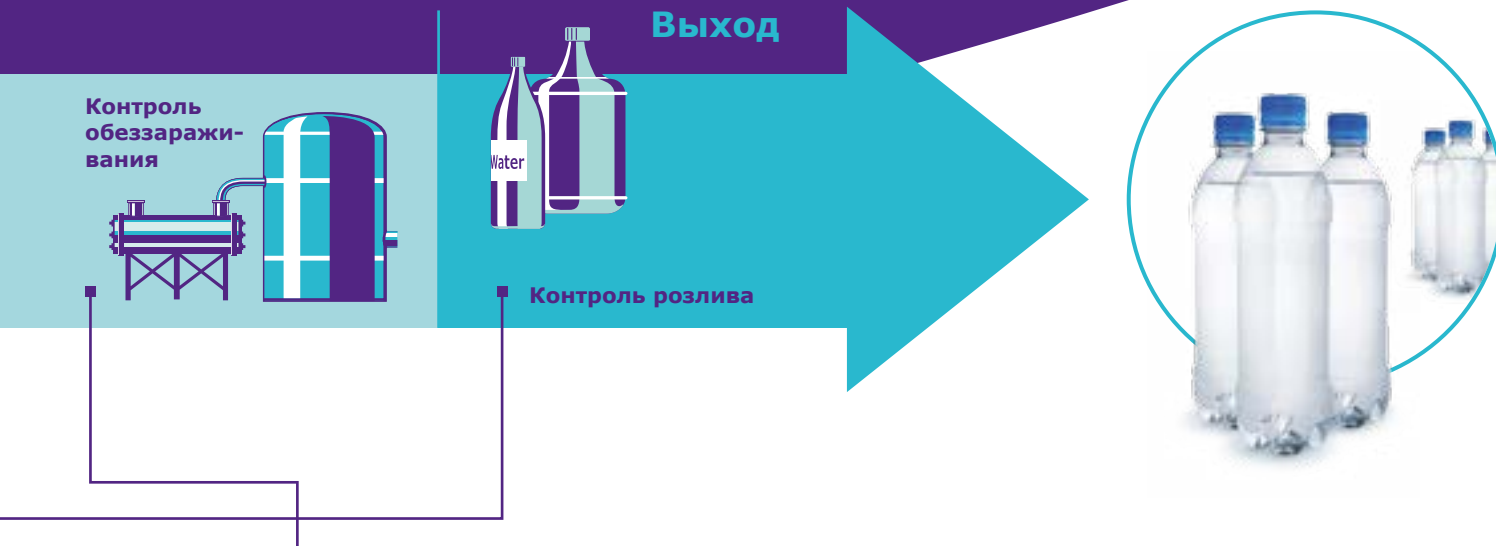 Выход
Контроль
обеззаражи-
вания
Water
Контроль розлива